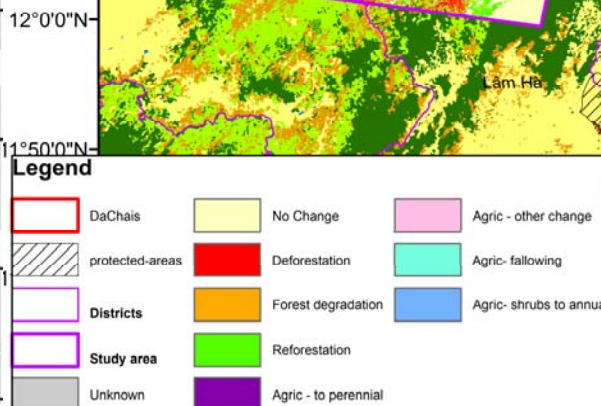 12°0'0"N
Lâm Hà
11°50'0"N
Legend
DaChais
No Change
Agric - other change
protected-areas
Deforestation
Agric- fallowing
Districts
Forest degradation
Agric- shrubs to annua
Study area
Reforestation
Unknown
Agric - to perennial